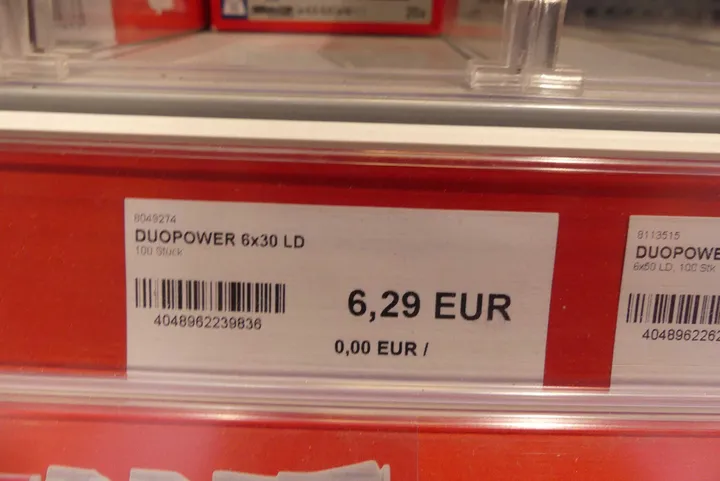 8049274
DUOPOWER 6x30 LD
100 Stück
4048962239836
6,29 EUR
0,00 EUR /
8113515
DUOPOWE
6x50 LD, 100 Stk
404896226